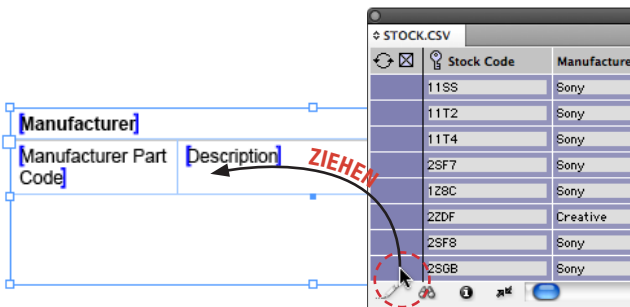 STOCK.CSV
Stock Code Manufacture
11SS Sony
11T2 Sony
11T4 Sony
2SF7 Sony
1Z8C Sony
2ZDF Creative
2SF8 Sony
2SGB Sony
Manufacturer
Manufacturer Part Description
Code
ZIEHEN